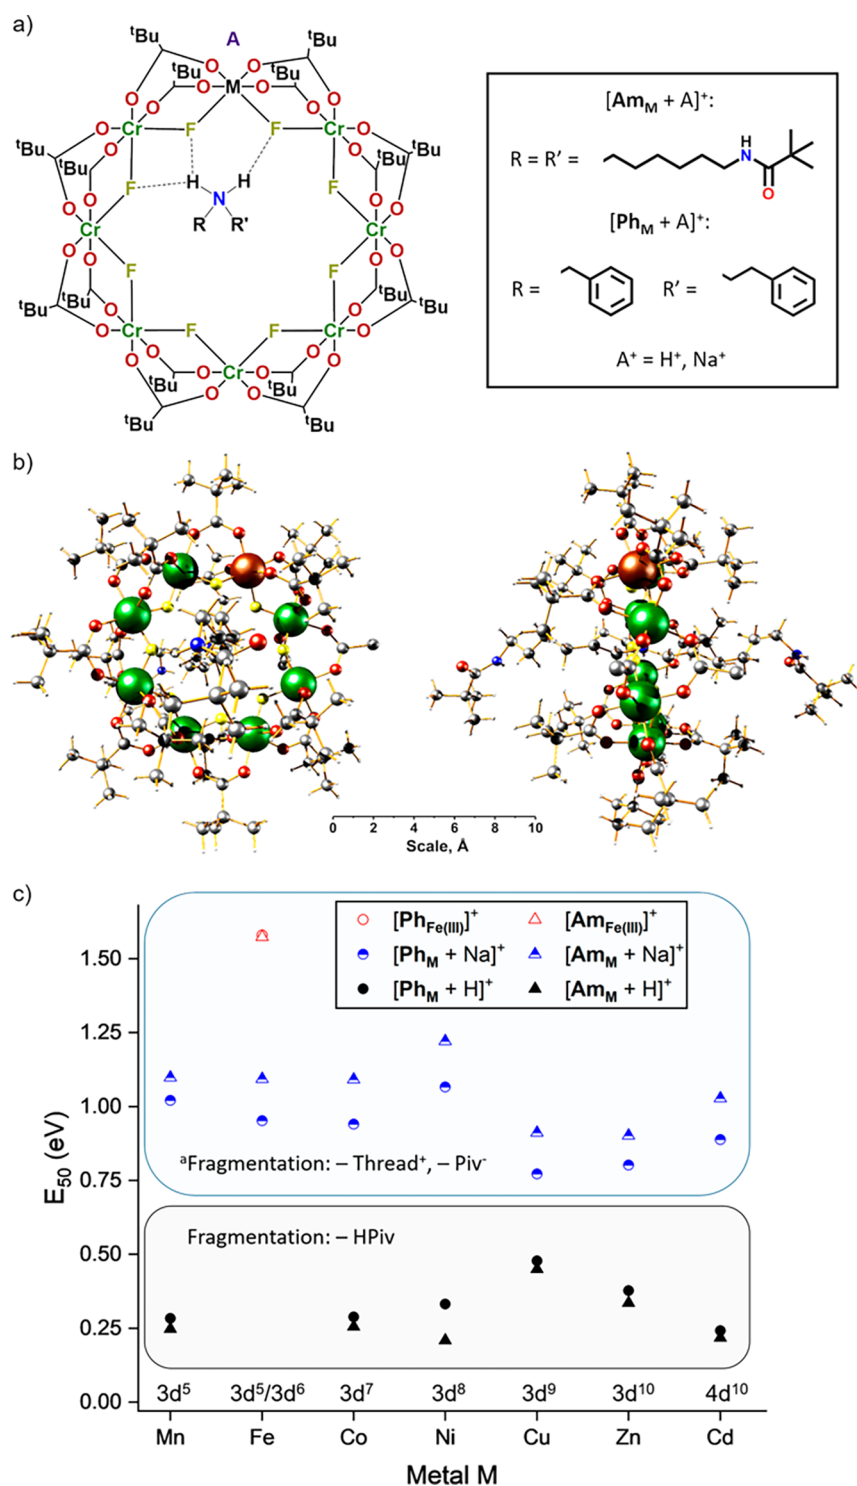 a)
A
ᵗBu ᵗBu
ᵗBu O O M O O ᵗBu
O O O O
Cr F F Cr
ᵗBu O O O O ᵗBu
ᵗBu ᵗBu
F H H F
O O N O O
Cr R R' Cr
O O O O
F F
ᵗBu ᵗBu ᵗBu ᵗBu
O Cr F F Cr O
O O O Cr O O O
ᵗBu O O ᵗBu
ᵗBu ᵗBu
[Am_M + A]⁺:
R = R' =
H
N
O
[Ph_M + A]⁺:
R = R' =
A⁺ = H⁺, Na⁺
b)
0 2 4 6 8 10
Scale, Å
c)
[Ph_Fe(III)]⁺ [Am_Fe(III)]⁺
[Ph_M + Na]⁺ [Am_M + Na]⁺
[Ph_M + H]⁺ [Am_M + H]⁺
1.50
1.25
1.00
0.75
0.50
0.25
0.00
E₅₀ (eV)
ᵃFragmentation: – Thread⁺, – Piv⁻
Fragmentation: – HPiv
3d⁵ 3d⁵/3d⁶ 3d⁷ 3d⁸ 3d⁹ 3d¹⁰ 4d¹⁰
Mn Fe Co Ni Cu Zn Cd
Metal M